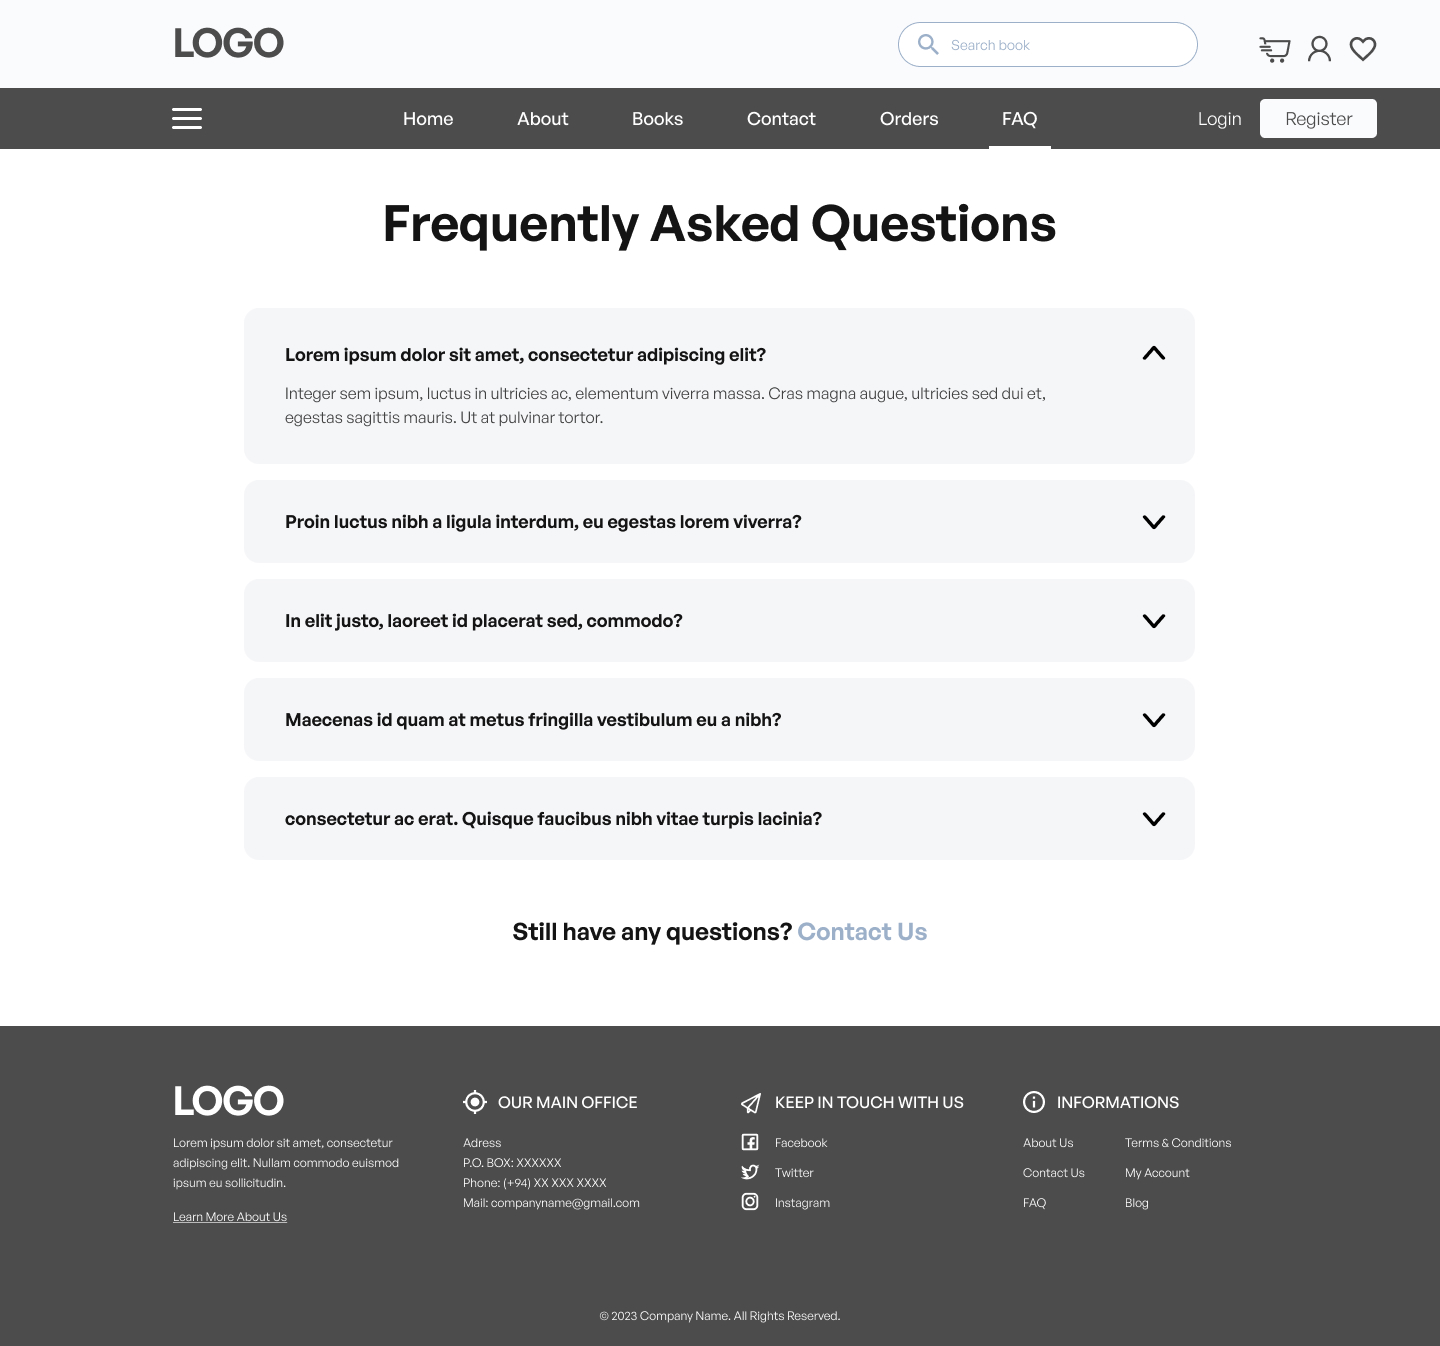 LOGO
Search book
Home
About
Books
Contact
Orders
FAQ
Login
Register
Frequently Asked Questions
Lorem ipsum dolor sit amet, consectetur adipiscing elit?
Integer sem ipsum, luctus in ultricies ac, elementum viverra massa. Cras magna augue, ultricies sed dui et,
egestas sagittis mauris. Ut at pulvinar tortor.
Proin luctus nibh a ligula interdum, eu egestas lorem viverra?
In elit justo, laoreet id placerat sed, commodo?
Maecenas id quam at metus fringilla vestibulum eu a nibh?
consectetur ac erat. Quisque faucibus nibh vitae turpis lacinia?
Still have any questions? Contact Us
LOGO
Lorem ipsum dolor sit amet, consectetur
adipiscing elit. Nullam commodo euismod
ipsum eu sollicitudin.
Learn More About Us
OUR MAIN OFFICE
Adress
P.O. BOX: XXXXXX
Phone: (+94) XX XXX XXXX
Mail: companyname@gmail.com
KEEP IN TOUCH WITH US
Facebook
Twitter
Instagram
INFORMATIONS
About Us
Contact Us
FAQ
Terms & Conditions
My Account
Blog
© 2023 Company Name. All Rights Reserved.